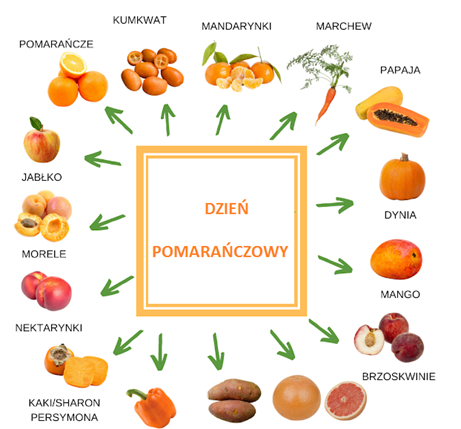 KUMKWAT
MANDARYNKI
MARCHEW
POMARAŃCZE
PAPAJA
JABŁKO
DZIEŃ
POMARAŃCZOWY
DYNIA
MORELE
MANGO
NEKTARYNKI
BRZOSKWINIE
KAKI/SHARON
PERSYMONA